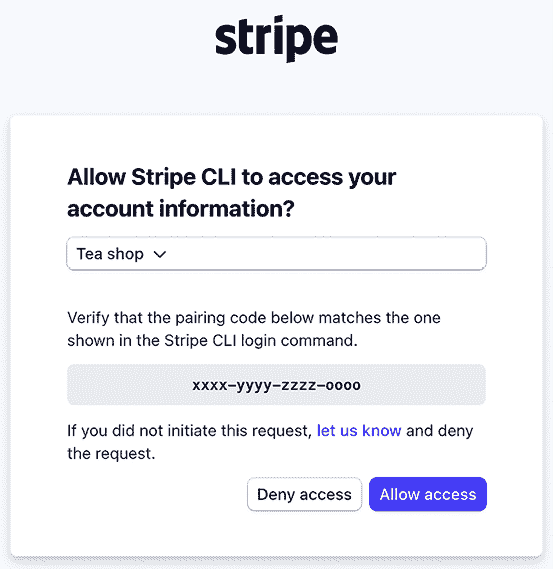 stripe
Allow Stripe CLI to access your
account information?
Tea shop
Verify that the pairing code below matches the one
shown in the Stripe CLI login command.
xxxx–yyyy–zzzz–oooo
If you did not initiate this request, let us know and deny
the request.
Deny access Allow access